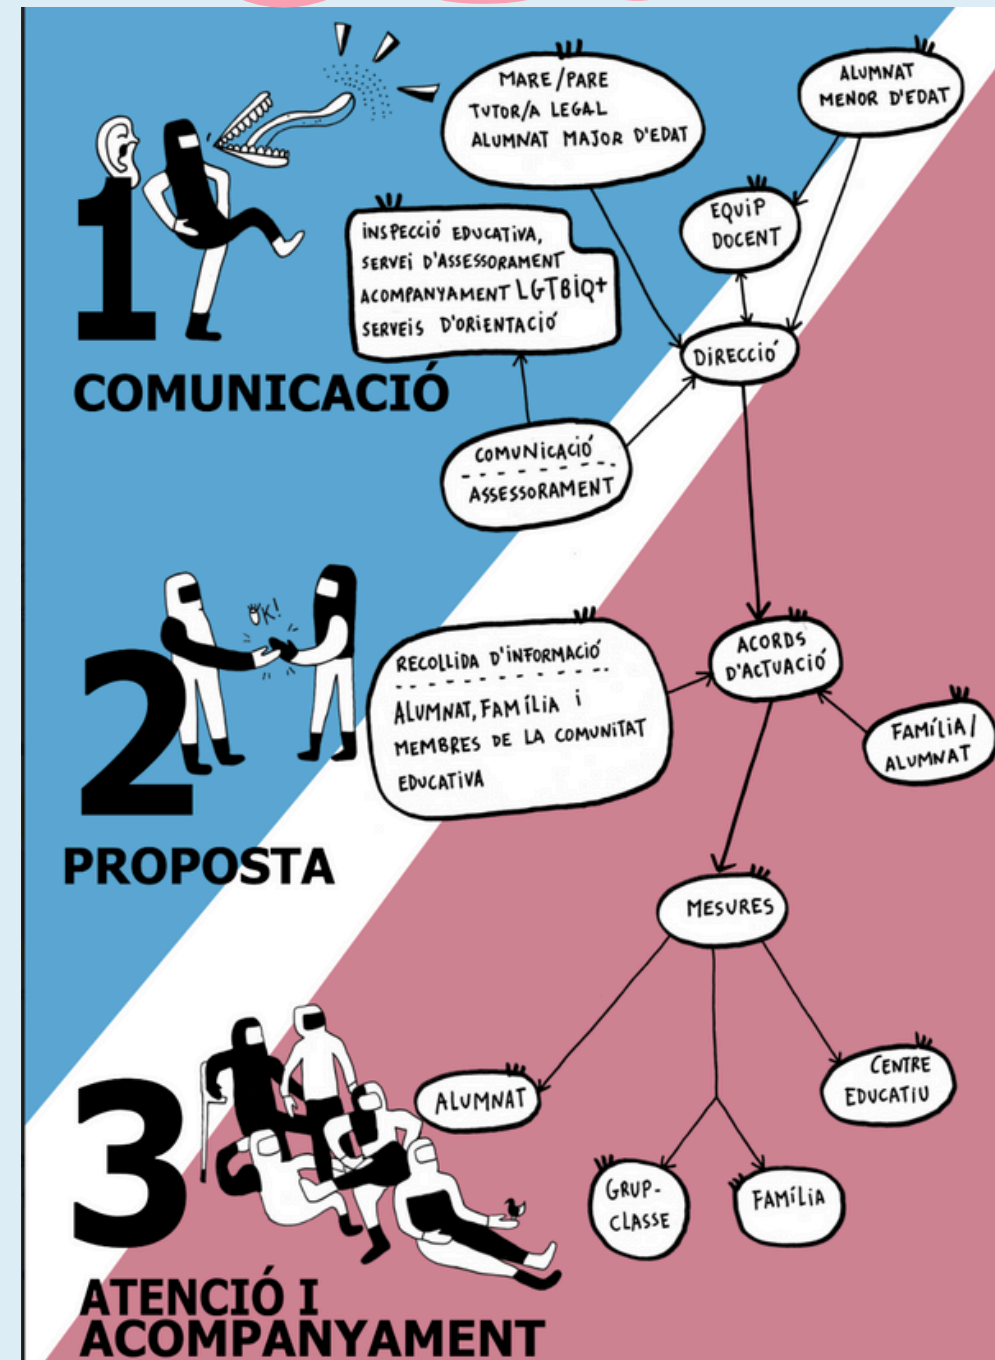 1
COMUNICACIÓ
MARE/PARE
TUTOR/A LEGAL
ALUMNAT MAJOR D'EDAT
ALUMNAT
MENOR D'EDAT
EQUIP
DOCENT
INSPECCIÓ EDUCATIVA,
SERVEI D'ASSESSORAMENT
ACOMPANYAMENT LGTBIQ+
SERVEIS D'ORIENTACIÓ
DIRECCIÓ
COMUNICACIÓ
ASSESSORAMENT
2
OK!
PROPOSTA
RECOLLIDA D'INFORMACIÓ
ALUMNAT, FAMÍLIA i
MEMBRES DE LA COMUNITAT
EDUCATIVA
ACORDS
D'ACTUACIÓ
FAMÍLIA/
ALUMNAT
MESURES
3
ATENCIÓ I
ACOMPANYAMENT
ALUMNAT
GRUP-
CLASSE
FAMÍLIA
CENTRE
EDUCATIU